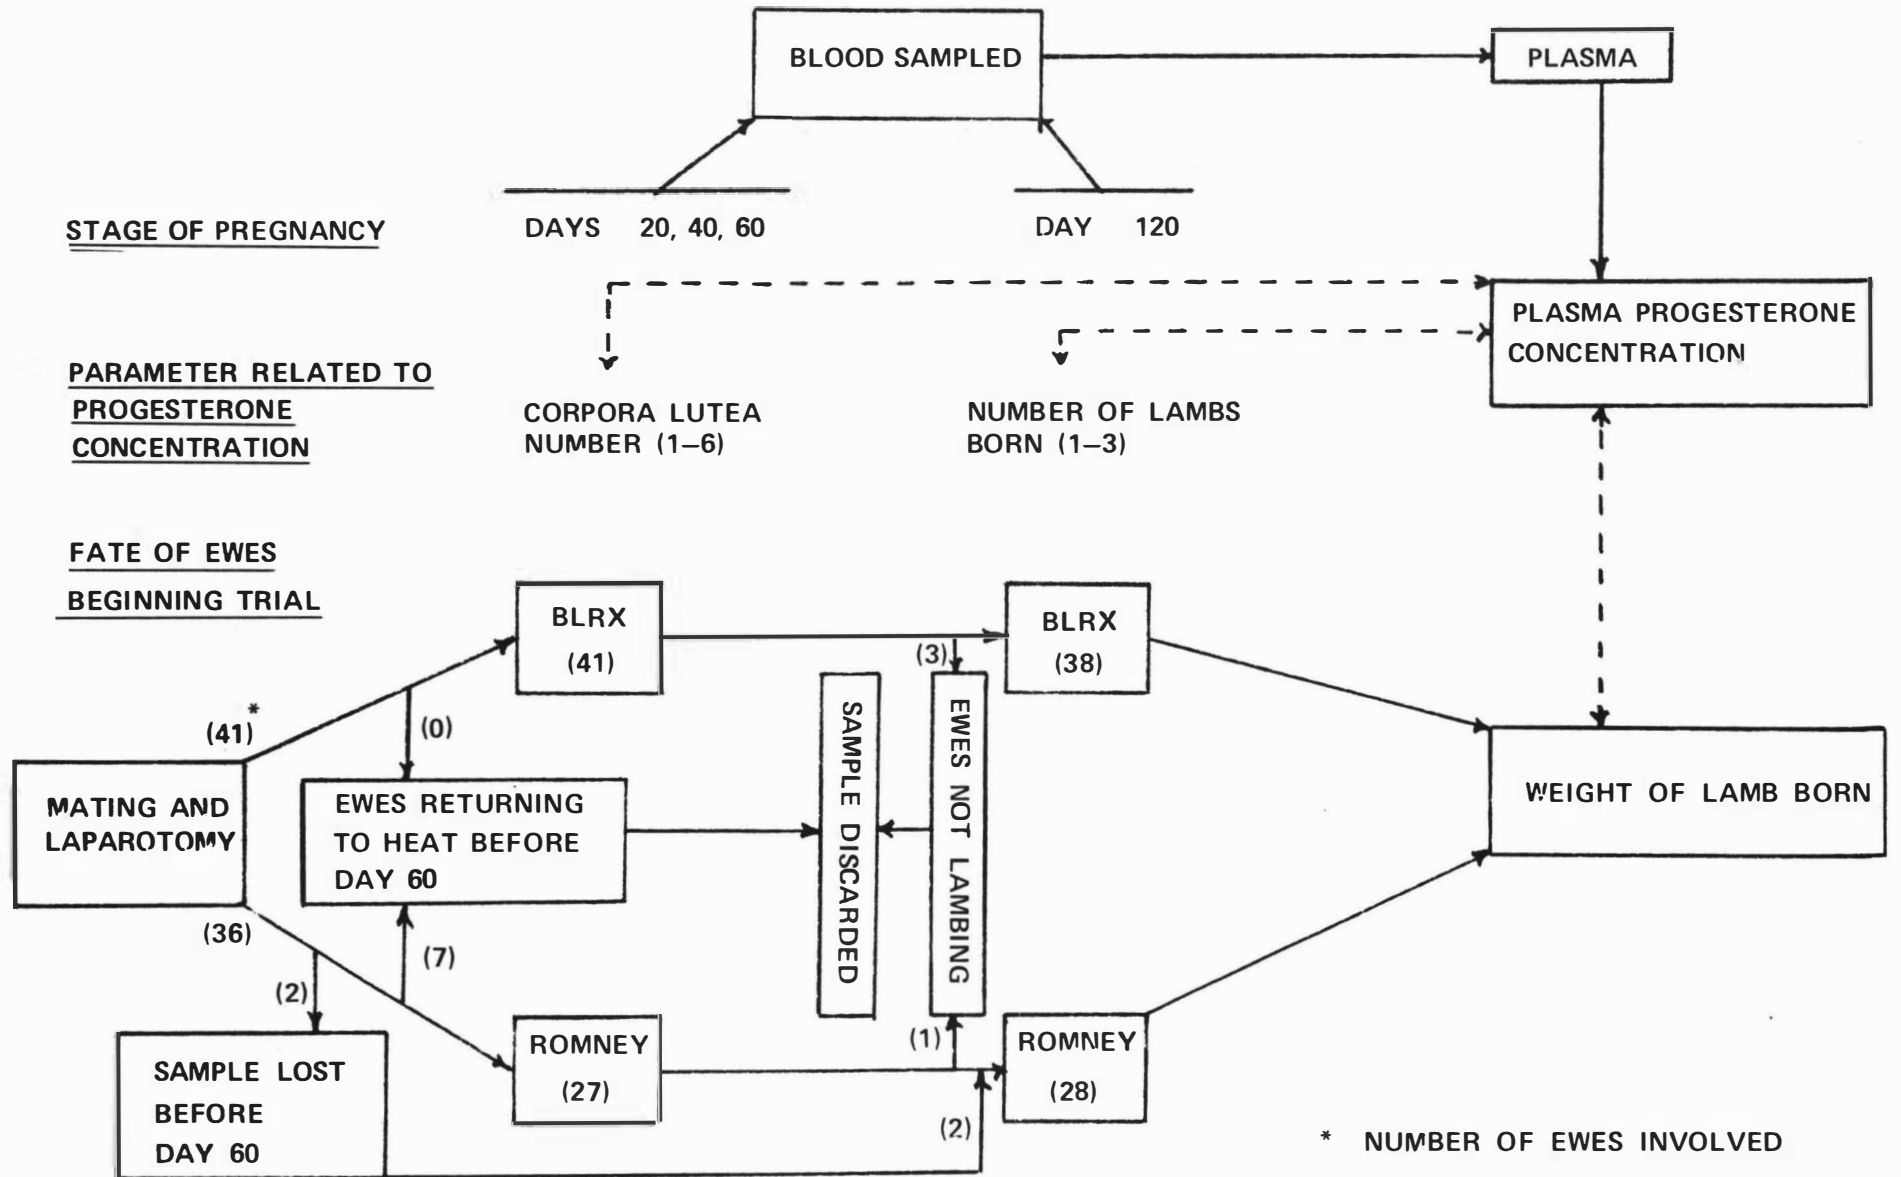 BLOOD SAMPLED
PLASMA
STAGE OF PREGNANCY
DAYS 20, 40, 60
DAY 120
PLASMA PROGESTERONE
CONCENTRATION
PARAMETER RELATED TO
PROGESTERONE
CONCENTRATION
CORPORA LUTEA
NUMBER (1–6)
NUMBER OF LAMBS
BORN (1–3)
FATE OF EWES
BEGINNING TRIAL
BLRX
(41)
(3)
BLRX
(38)
(41)*
(0)
MATING AND
LAPAROTOMY
EWES RETURNING
TO HEAT BEFORE
DAY 60
SAMPLE DISCARDED
EWES NOT LAMBING
WEIGHT OF LAMB BORN
(36)
(7)
(2)
ROMNEY
(27)
(1)
ROMNEY
(28)
SAMPLE LOST
BEFORE
DAY 60
(2)
* NUMBER OF EWES INVOLVED